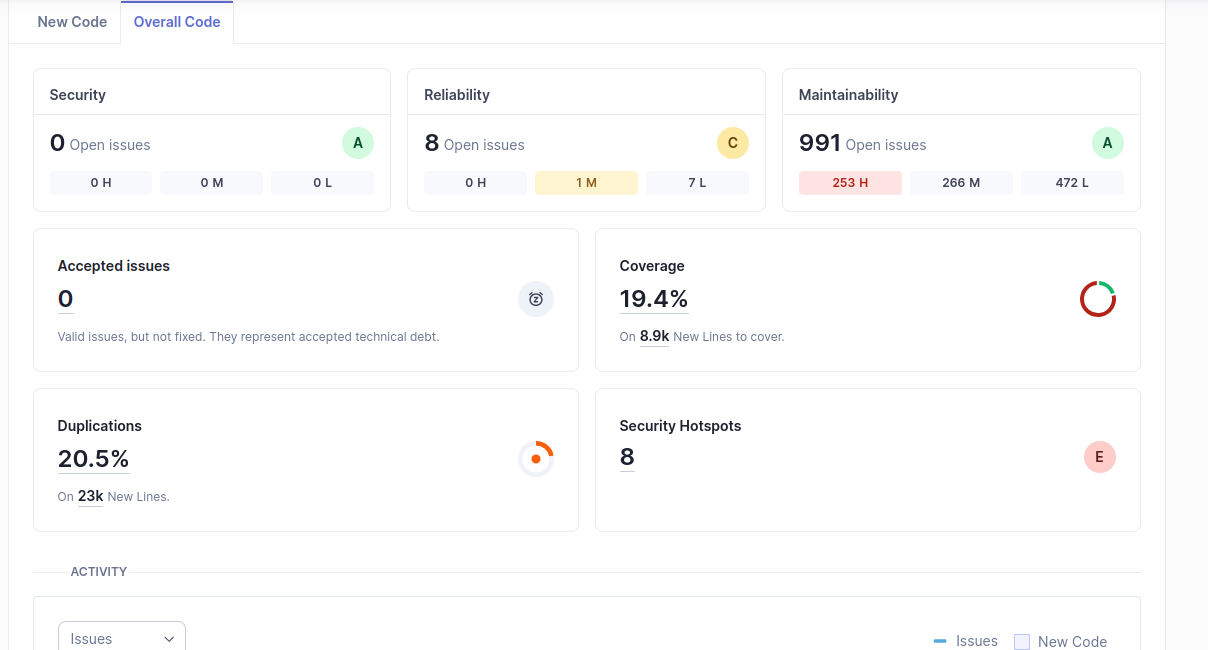 New Code
Overall Code
Security
0 Open issues
A
0 H
0 M
0 L
Reliability
8 Open issues
C
0 H
1 M
7 L
Maintainability
991 Open issues
A
253 H
266 M
472 L
Accepted issues
0
Valid issues, but not fixed. They represent accepted technical debt.
Coverage
19.4%
On 8.9k New Lines to cover.
Duplications
20.5%
On 23k New Lines.
Security Hotspots
8
E
ACTIVITY
Issues
Issues
New Code